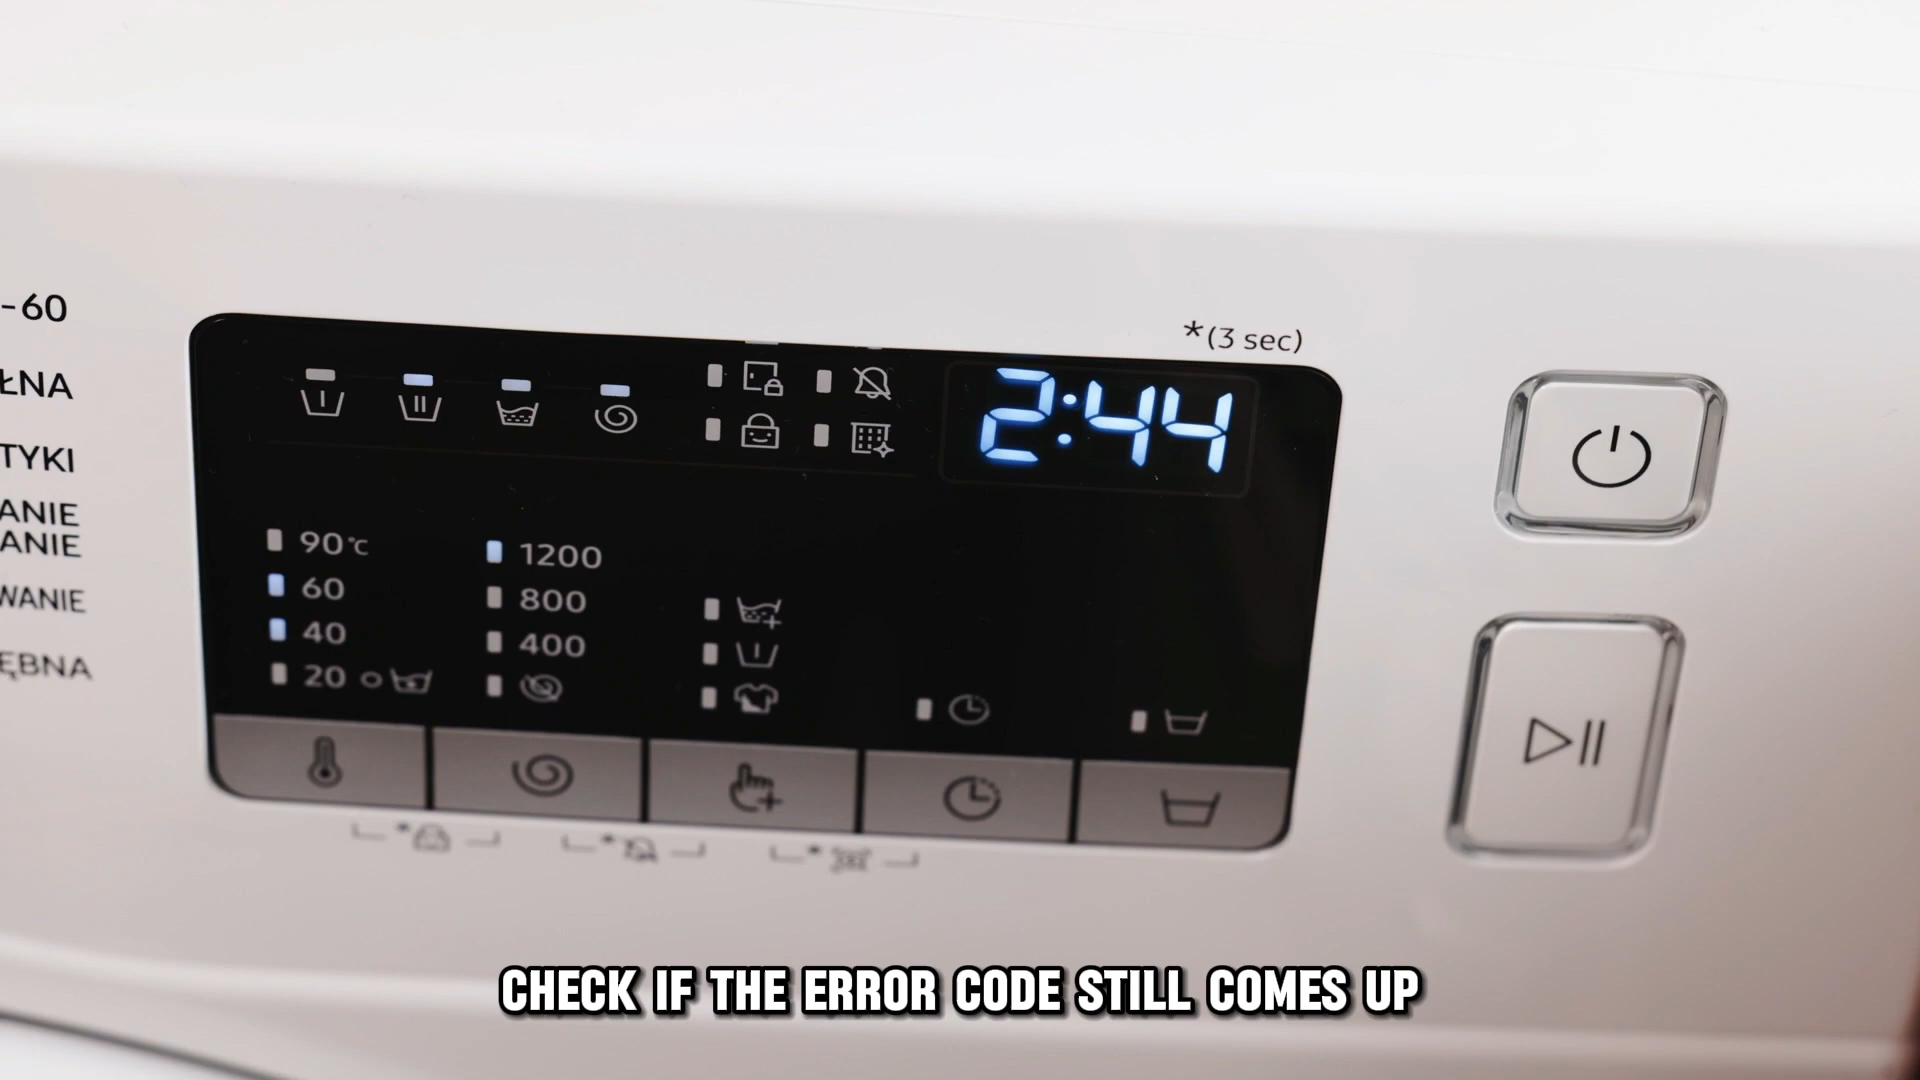 -60
ŁNA
TYKI
ANIE
ANIE
WANIE
ĘBNA
*(3 sec)
2:44
90°C
60
40
20
1200
800
400
CHECK IF THE ERROR CODE STILL COMES UP